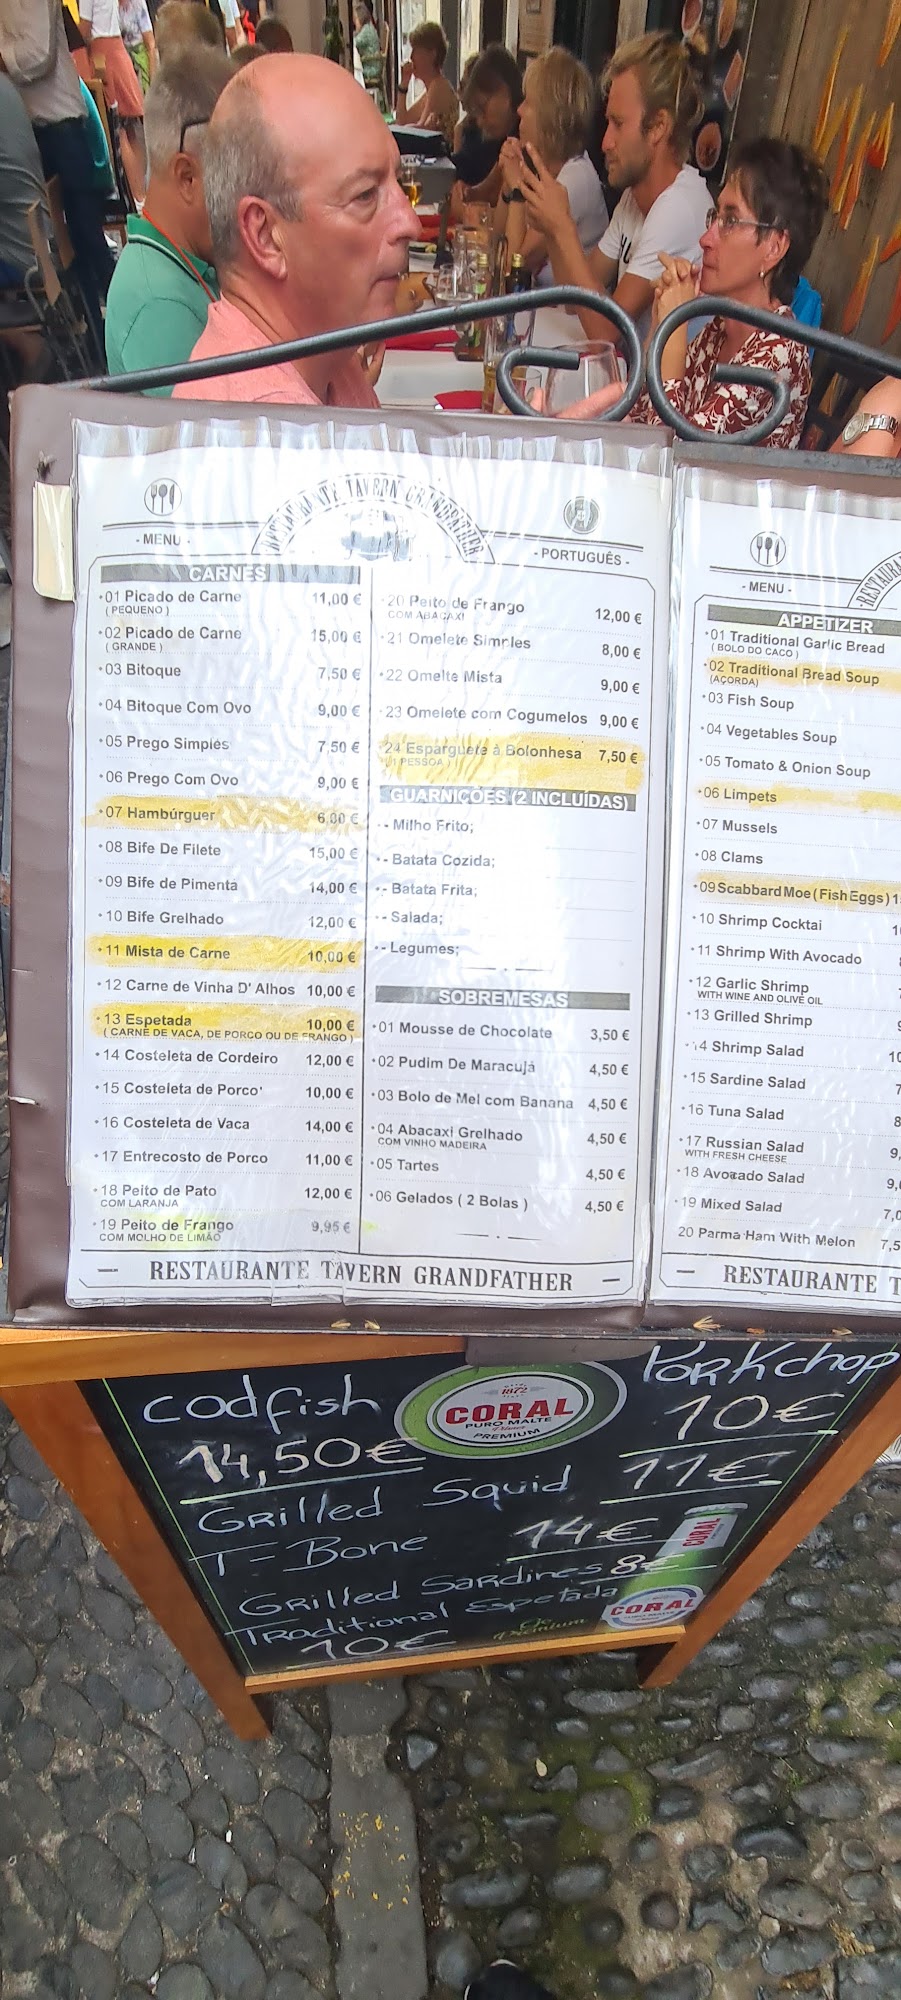 RESTAURANTE TAVERN GRANDFATHER
- MENU -
- PORTUGUÊS -
CARNES
•01 Picado de Carne 11,00 €
( PEQUENO )
•02 Picado de Carne 15,00 €
( GRANDE )
•03 Bitoque 7,50 €
•04 Bitoque Com Ovo 9,00 €
•05 Prego Simples 7,50 €
•06 Prego Com Ovo 9,00 €
•07 Hambúrguer 6,00 €
•08 Bife De Filete 15,00 €
•09 Bife de Pimenta 14,00 €
•10 Bife Grelhado 12,00 €
•11 Mista de Carne 10,00 €
•12 Carne de Vinha D' Alhos 10,00 €
•13 Espetada 10,00 €
( CARNE DE VACA, DE PORCO OU DE FRANGO )
•14 Costeleta de Cordeiro 12,00 €
•15 Costeleta de Porco 10,00 €
•16 Costeleta de Vaca 14,00 €
•17 Entrecosto de Porco 11,00 €
•18 Peito de Pato 12,00 €
COM LARANJA
•19 Peito de Frango 9,95 €
COM MOLHO DE LIMÃO
•20 Peito de Frango 12,00 €
COM ABACAXI
•21 Omelete Simples 8,00 €
•22 Omelte Mista 9,00 €
•23 Omelete com Cogumelos 9,00 €
•24 Esparguete à Bolonhesa 7,50 €
( 1 PESSOA )
GUARNIÇÕES (2 INCLUÍDAS)
•- Milho Frito;
•- Batata Cozida;
•- Batata Frita;
•- Salada;
•- Legumes;
SOBREMESAS
•01 Mousse de Chocolate 3,50 €
•02 Pudim De Maracujá 4,50 €
•03 Bolo de Mel com Banana 4,50 €
•04 Abacaxi Grelhado 4,50 €
COM VINHO MADEIRA
•05 Tartes 4,50 €
•06 Gelados ( 2 Bolas ) 4,50 €
RESTAURANTE TAVERN GRANDFATHER
- MENU -
APPETIZER
•01 Traditional Garlic Bread
( BOLO DO CACO )
•02 Traditional Bread Soup
(AÇORDA)
•03 Fish Soup
•04 Vegetables Soup
•05 Tomato & Onion Soup
•06 Limpets
•07 Mussels
•08 Clams
•09 Scabbard Moe ( Fish Eggs )
•10 Shrimp Cocktai
•11 Shrimp With Avocado
•12 Garlic Shrimp
WITH WINE AND OLIVE OIL
•13 Grilled Shrimp
•14 Shrimp Salad
•15 Sardine Salad
•16 Tuna Salad
•17 Russian Salad
WITH FRESH CHEESE
•18 Avocado Salad
•19 Mixed Salad
20 Parma Ham With Melon
RESTAURANTE
Codfish
14,50€
1872
CORAL
PURO MALTE
PREMIUM
Porkchop
10€
Grilled Squid 11€
T-Bone 14€
Grilled Sardines 8€
Traditional Espetada
10€
CORAL
CORAL